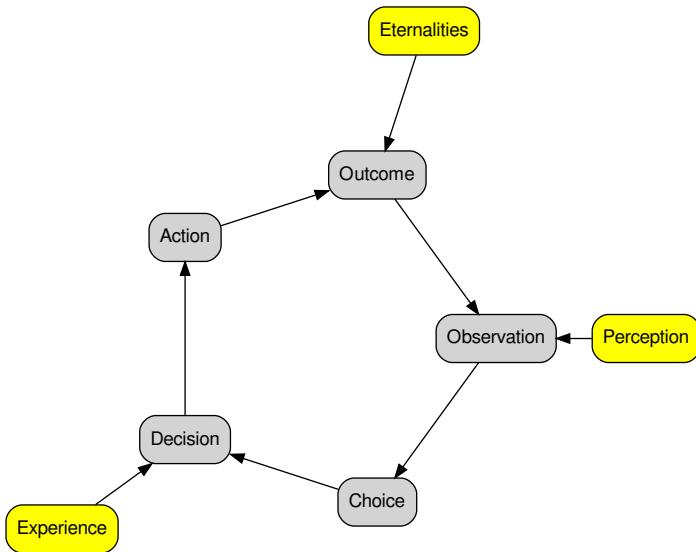 Eternalities
Outcome
Action
Observation
Perception
Decision
Choice
Experience